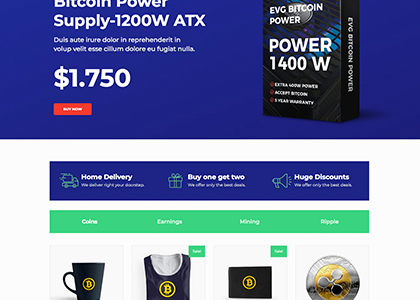 Bitcoin Power
Supply-1200W ATX
Duis aute irure dolor in reprehenderit in
volup velit esse cillum dolore eu fugiat nulla.
$1.750
BUY NOW
EVG BITCOIN
POWER
POWER
1400 W
EXTRA 400W POWER
ACCEPT BITCOIN
3 YEAR WARRANTY
EVG BITCOIN POWER
Home Delivery
We deliver right your doorstep.
Buy one get two
We offer only the best deals.
Huge Discounts
We offer only the best deals.
Coins
Earnings
Mining
Ripple